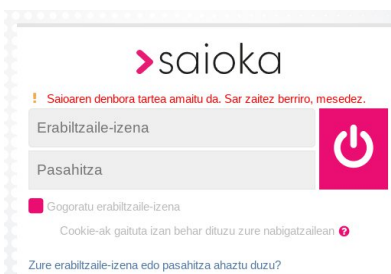 saioka
Saioaren denbora tartea amaitu da. Sar zaitez berriro, mesedez.
Erabiltzaile-izena
Pasahitza
Gogoratu erabiltzaile-izena
Cookie-ak gaituta izan behar dituzu zure nabigatzailean
Zure erabiltzaile-izena edo pasahitza ahaztu duzu?